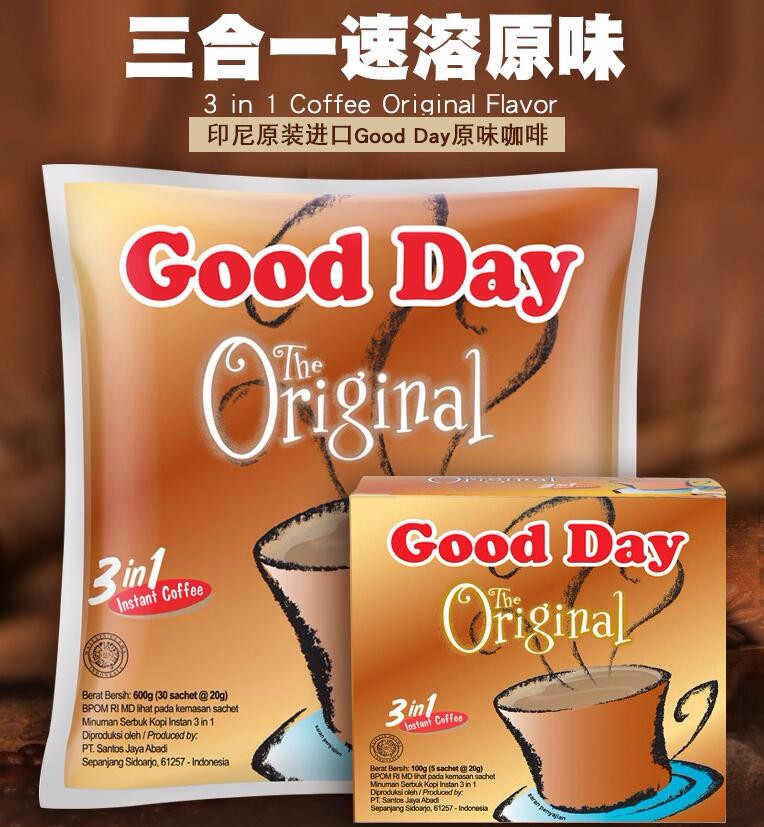 三合一速溶原味
3 in 1 Coffee Original Flavor
印尼原装进口Good Day原味咖啡
Good Day
The
Original
3in1
Instant Coffee
Berat Bersih: 600g (30 sachet @ 20g)
BPOM RI MD lihat pada kemasan sachet
Minuman Serbuk Kopi Instan 3 in 1
Diproduksi oleh / Produced by:
PT. Santos Jaya Abadi
Sepanjang Sidoarjo, 61257 - Indonesia
saran penyajian
Original
Good Day
The
Original
3in1
Instant Coffee
Berat Bersih: 100g (5 sachet @ 20g)
BPOM RI MD lihat pada kemasan sachet
Minuman Serbuk Kopi Instan 3 in 1
Diproduksi oleh / Produced by:
PT. Santos Jaya Abadi
Sepanjang Sidoarjo, 61257 - Indonesia
saran penyajian